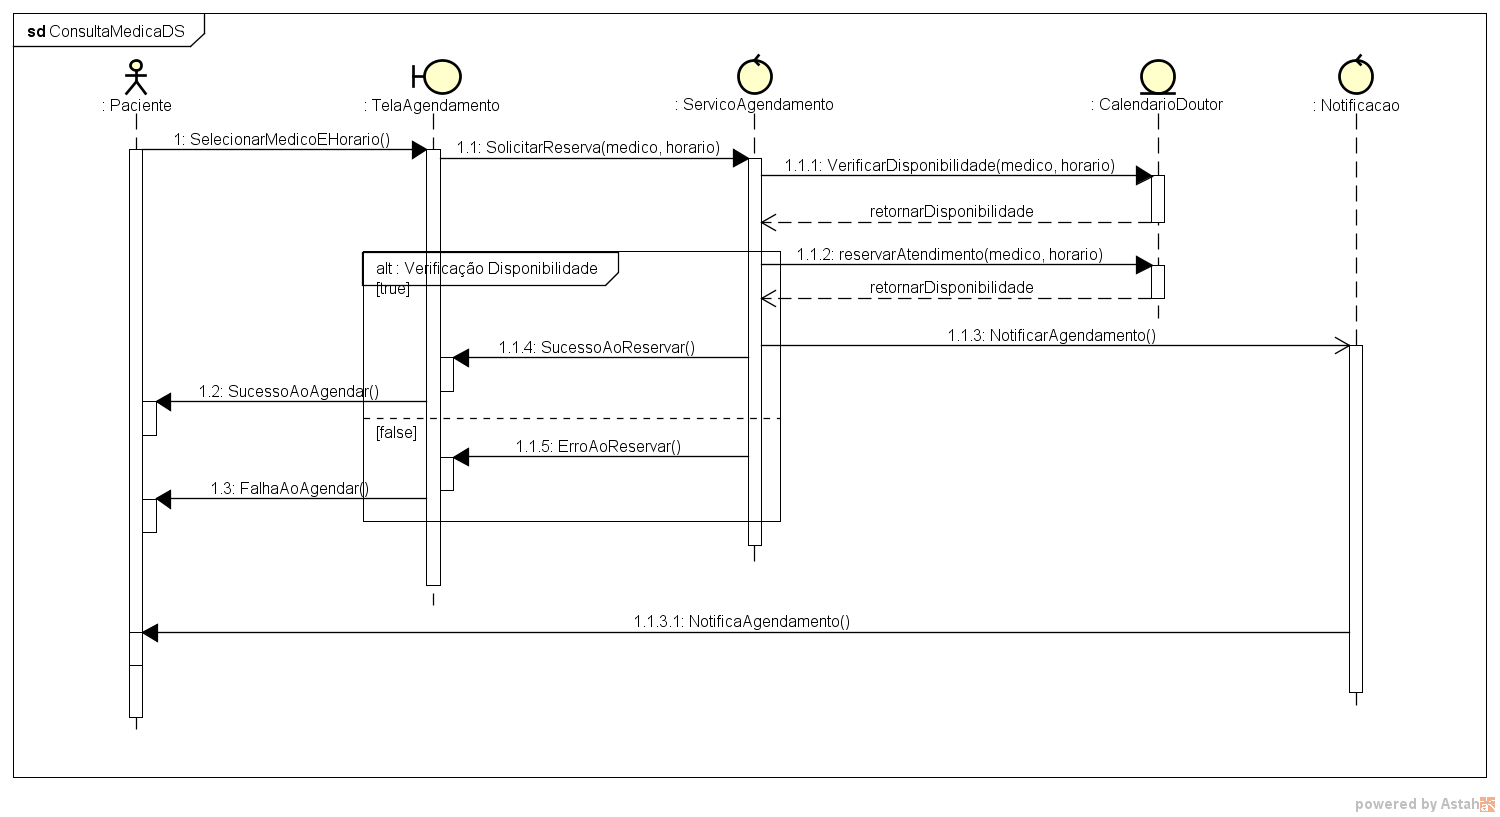 sd ConsultaMedicaDS
: Paciente
: TelaAgendamento
: ServicoAgendamento
: CalendarioDoutor
: Notificacao
1: SelecionarMedicoEHorario()
1.1: SolicitarReserva(medico, horario)
1.1.1: VerificarDisponibilidade(medico, horario)
retornarDisponibilidade
1.1.2: reservarAtendimento(medico, horario)
alt : Verificação Disponibilidade
[true]
retornarDisponibilidade
1.1.3: NotificarAgendamento()
1.1.4: SucessoAoReservar()
1.2: SucessoAoAgendar()
[false]
1.1.5: ErroAoReservar()
1.3: FalhaAoAgendar()
1.1.3.1: NotificaAgendamento()
powered by Astah